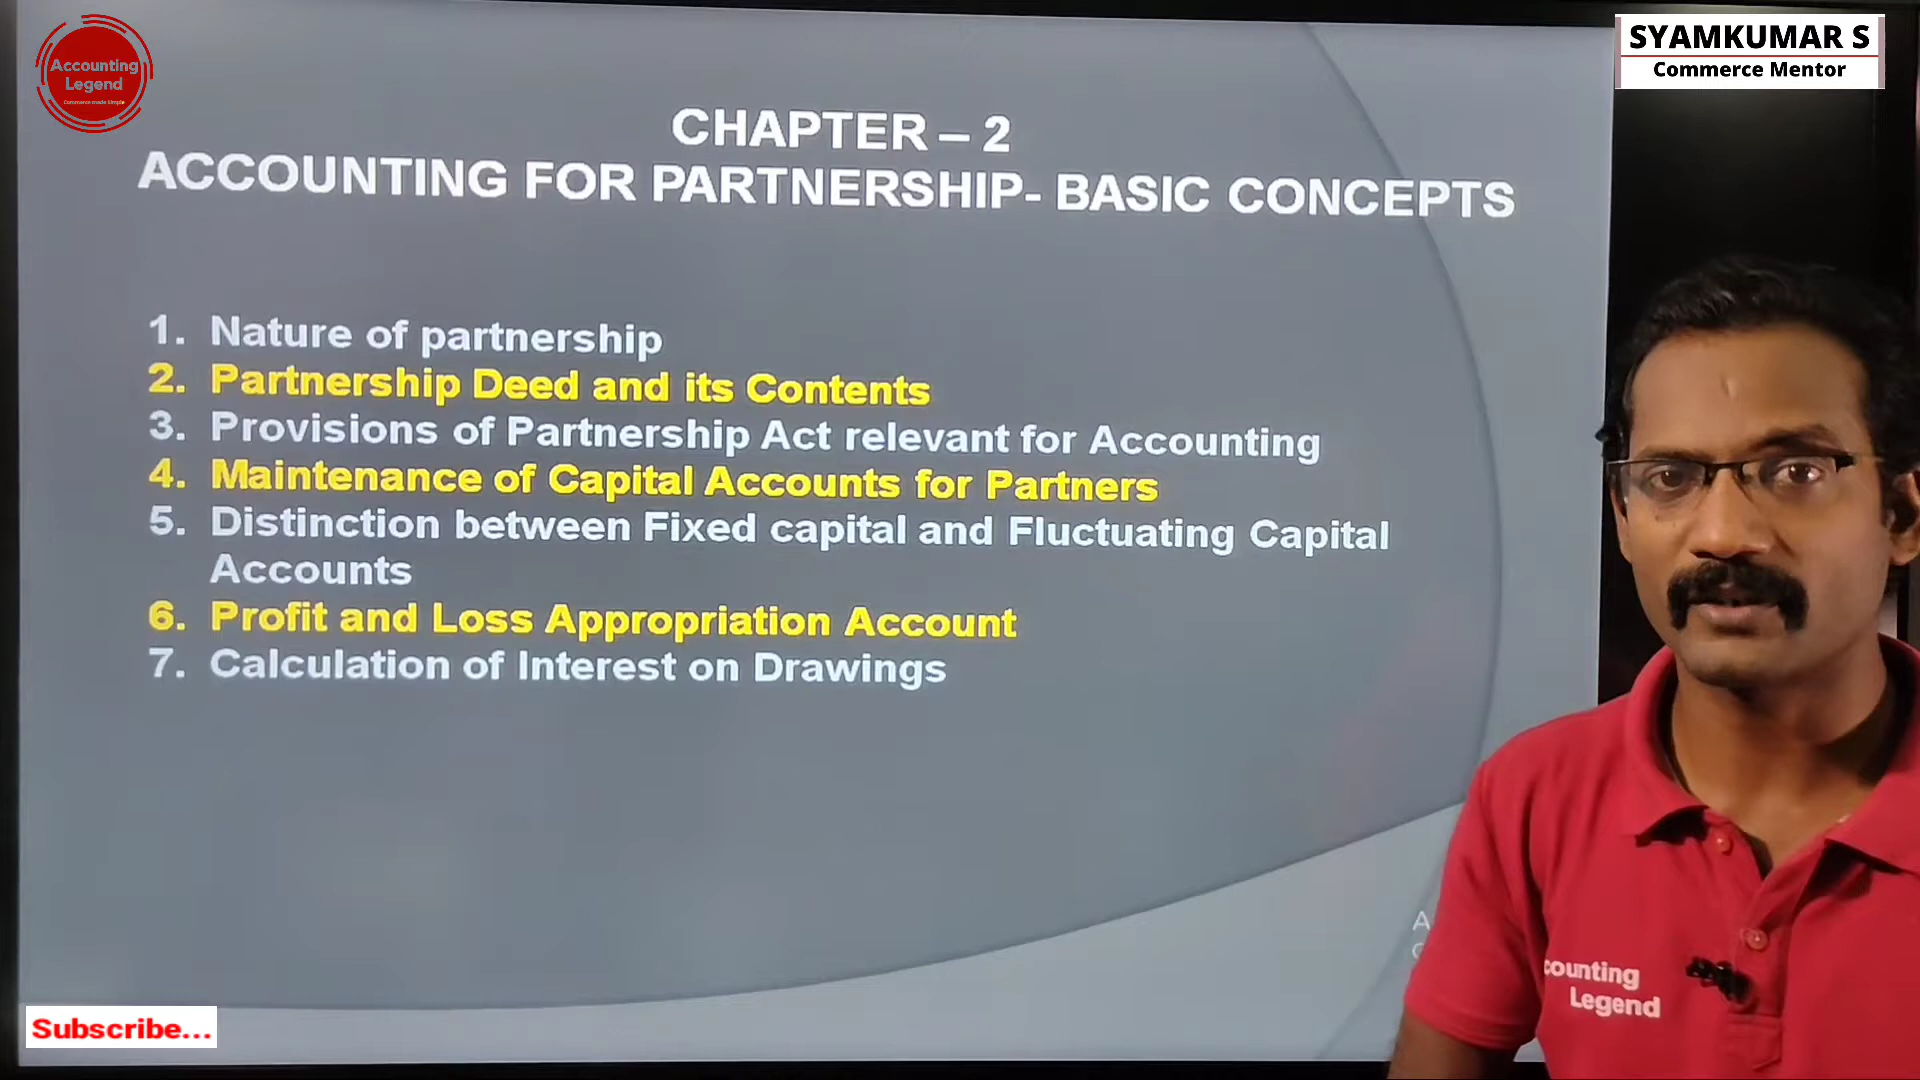 Accounting
Legend
Commerce made Simple
SYAMKUMAR S
Commerce Mentor
CHAPTER – 2
ACCOUNTING FOR PARTNERSHIP- BASIC CONCEPTS
1. Nature of partnership
2. Partnership Deed and its Contents
3. Provisions of Partnership Act relevant for Accounting
4. Maintenance of Capital Accounts for Partners
5. Distinction between Fixed capital and Fluctuating Capital
Accounts
6. Profit and Loss Appropriation Account
7. Calculation of Interest on Drawings
counting
Legend
Subscribe...